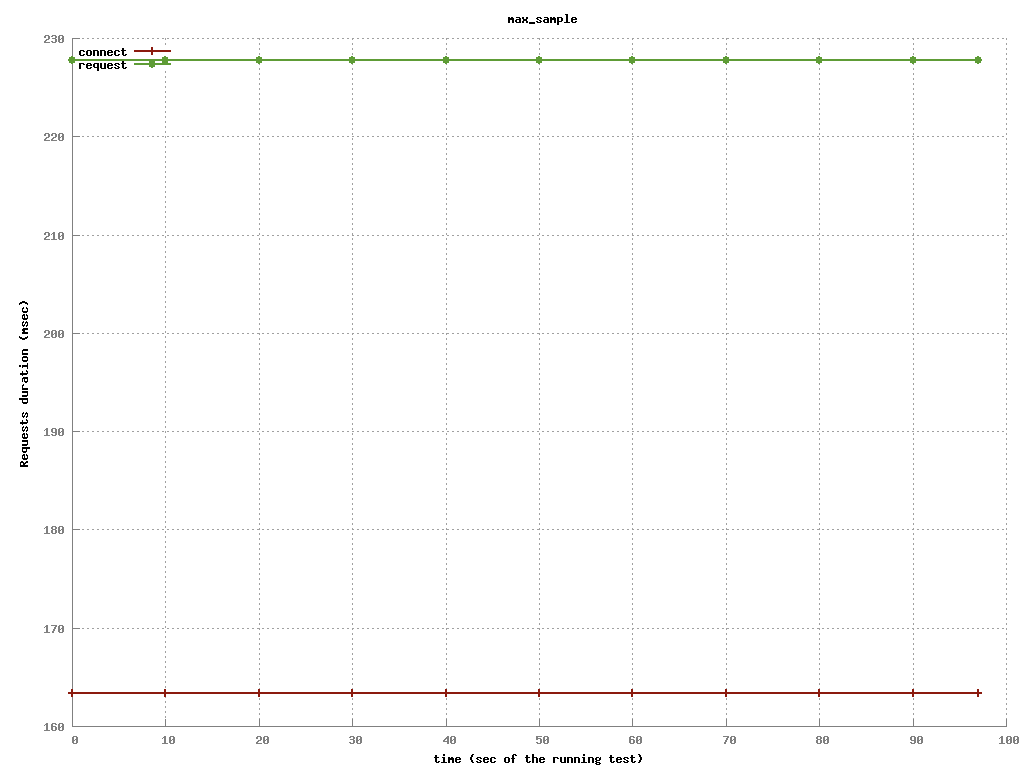 max_sample
230
connect
request
220
210
200
190
180
170
160
Requests duration (msec)
0 10 20 30 40 50 60 70 80 90 100
time (sec of the running test)